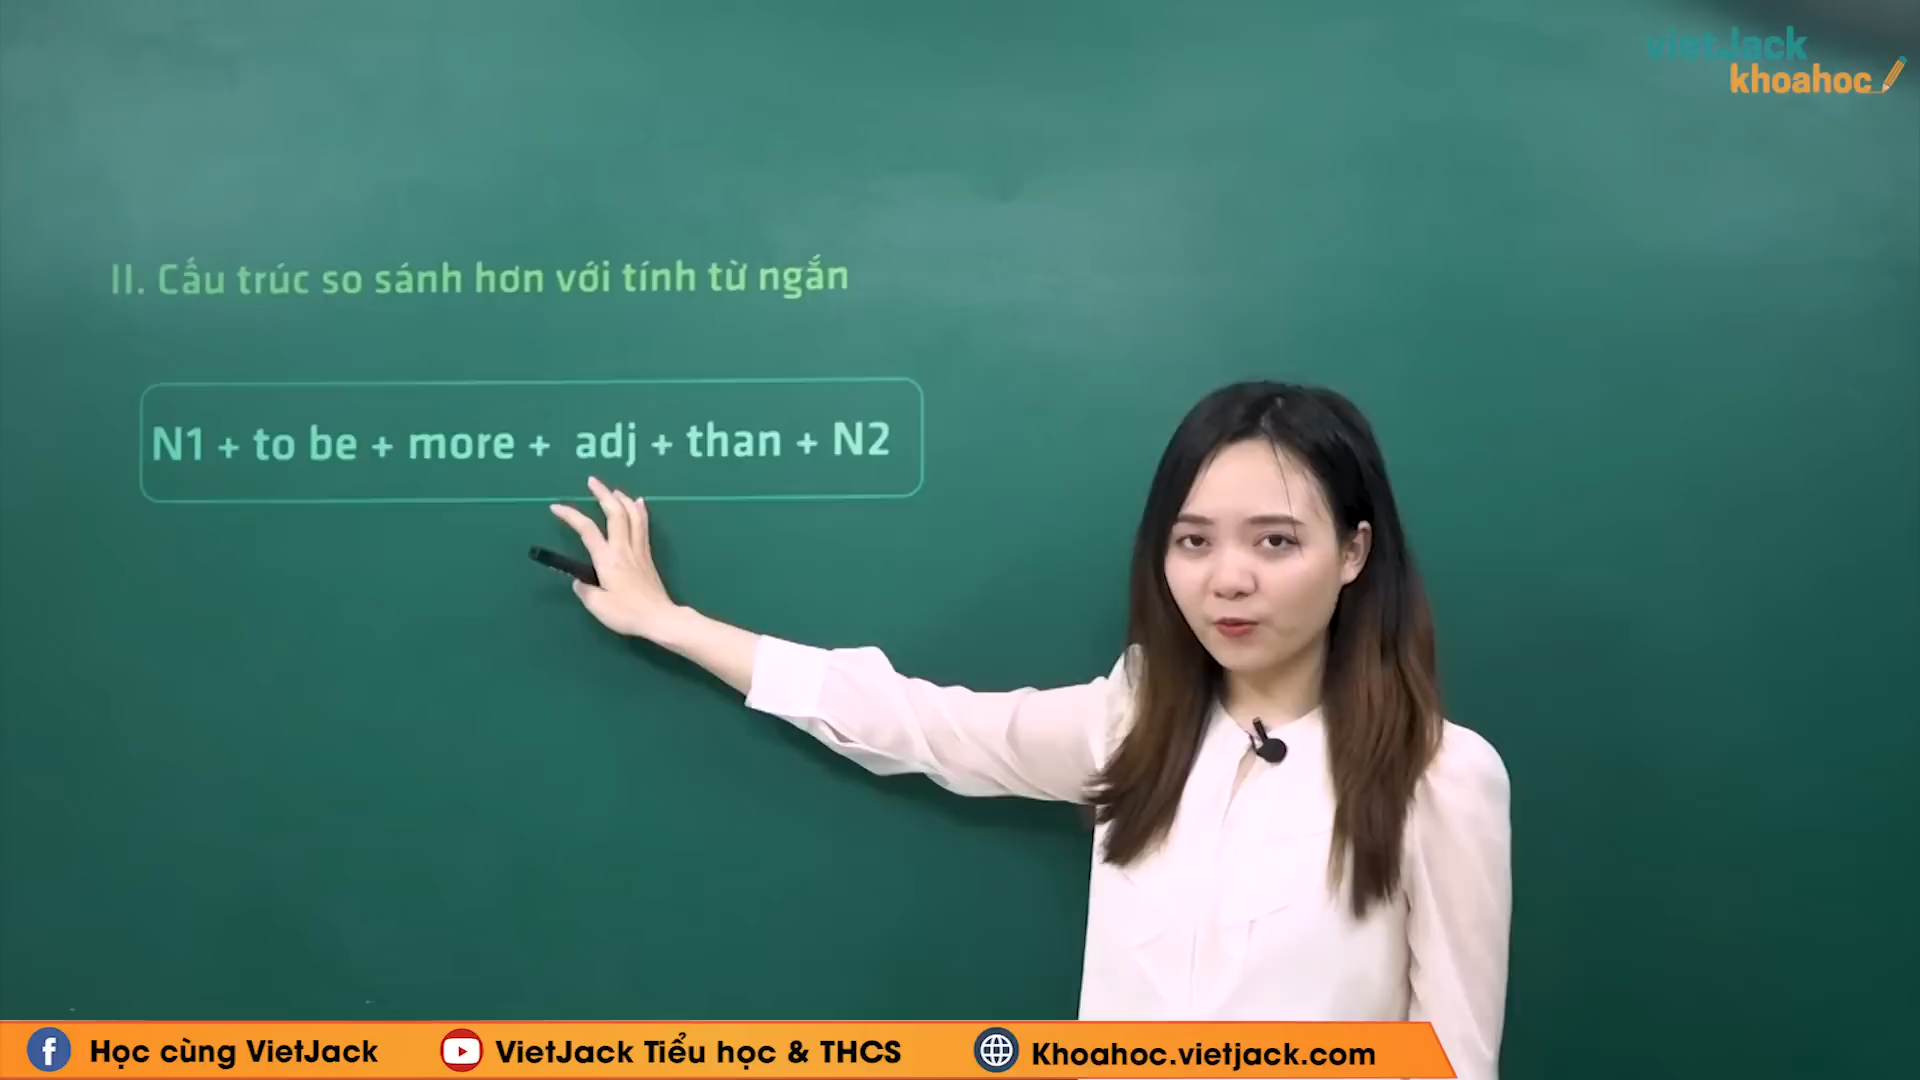 vietJack
khoahoc
II. Cấu trúc so sánh hơn với tính từ ngắn
N1 + to be + more + adj + than + N2
Học cùng VietJack
VietJack Tiểu học & THCS
Khoahoc.vietjack.com